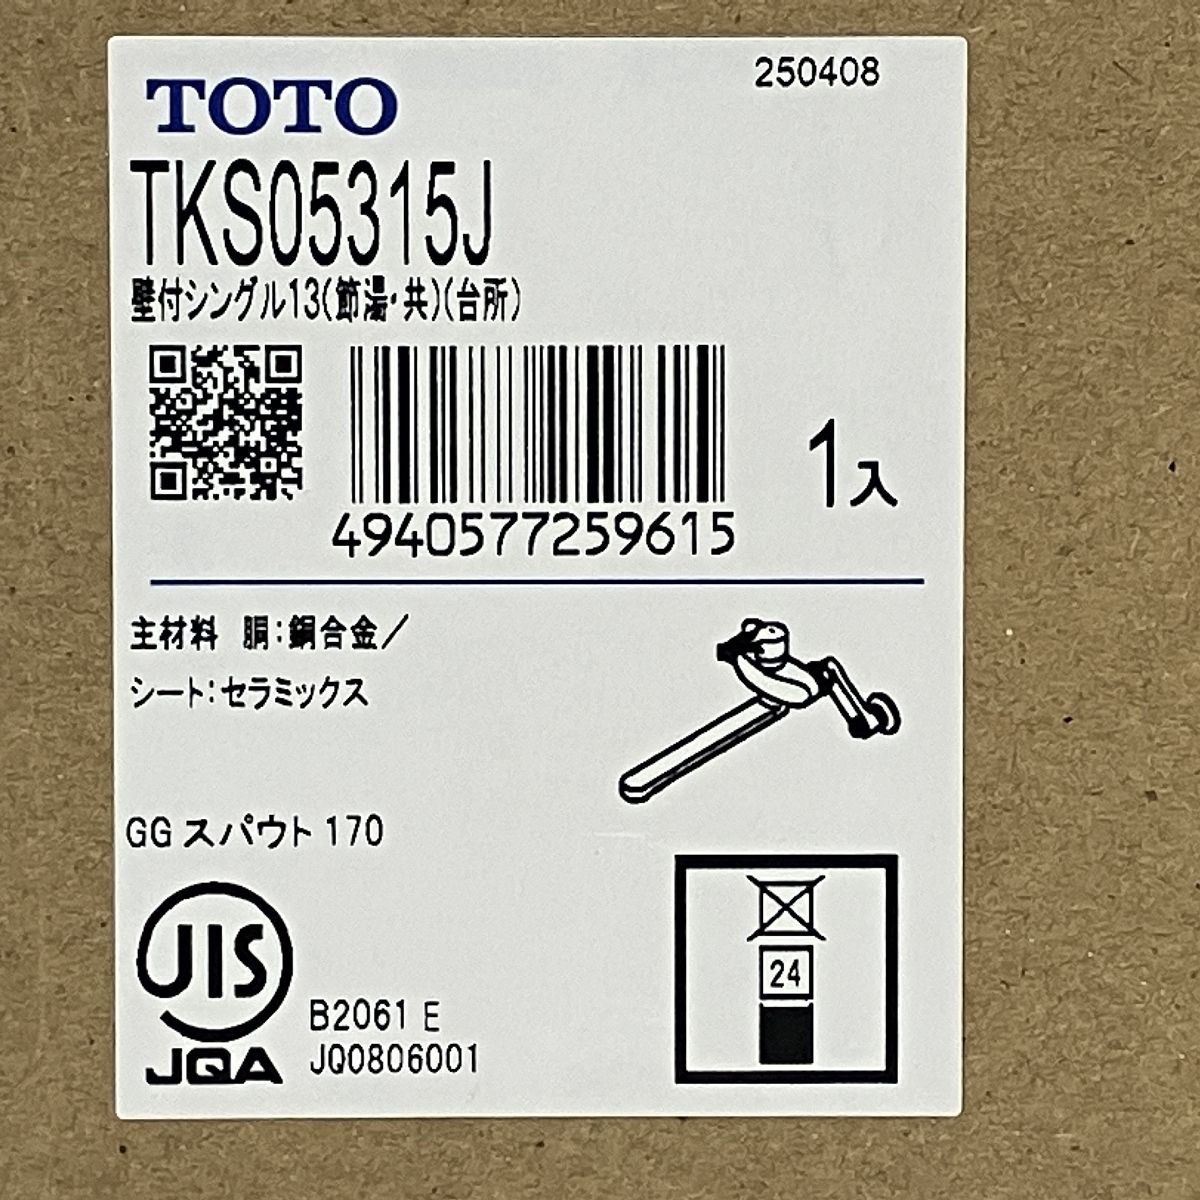 TOTO
250408
TKS05315J
壁付シングル13(節湯・共)(台所)
1入
4940577259615
主材料 胴:銅合金/
シート:セラミックス
GG スパウト 170
24
JIS
B2061 E
JQA
JQ0806001